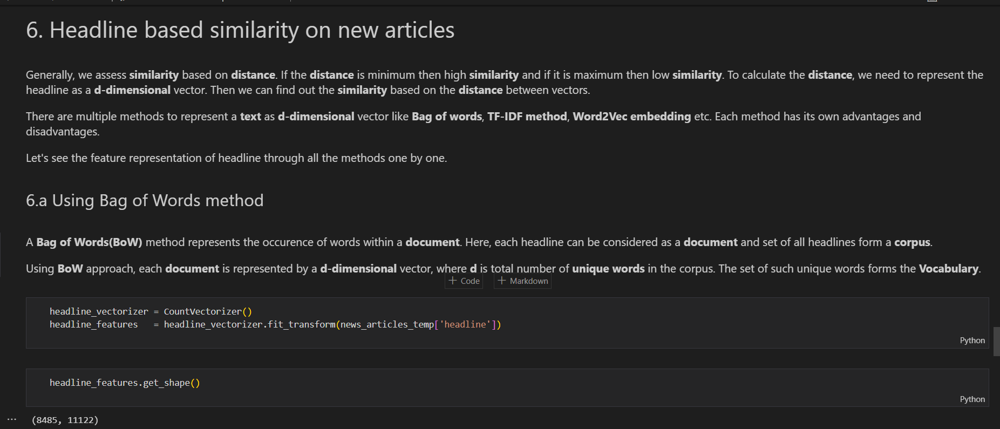 6. Headline based similarity on new articles
Generally, we assess similarity based on distance. If the distance is minimum then high similarity and if it is maximum then low similarity. To calculate the distance, we need to represent the
headline as a d-dimensional vector. Then we can find out the similarity based on the distance between vectors.
There are multiple methods to represent a text as d-dimensional vector like Bag of words, TF-IDF method, Word2Vec embedding etc. Each method has its own advantages and
disadvantages.
Let's see the feature representation of headline through all the methods one by one.
6.a Using Bag of Words method
A Bag of Words(BoW) method represents the occurence of words within a document. Here, each headline can be considered as a document and set of all headlines form a corpus.
Using BoW approach, each document is represented by a d-dimensional vector, where d is total number of unique words in the corpus. The set of such unique words forms the Vocabulary.
+ Code + Markdown
headline_vectorizer = CountVectorizer()
headline_features   = headline_vectorizer.fit_transform(news_articles_temp['headline'])
Python
headline_features.get_shape()
Python
... (8485, 11122)